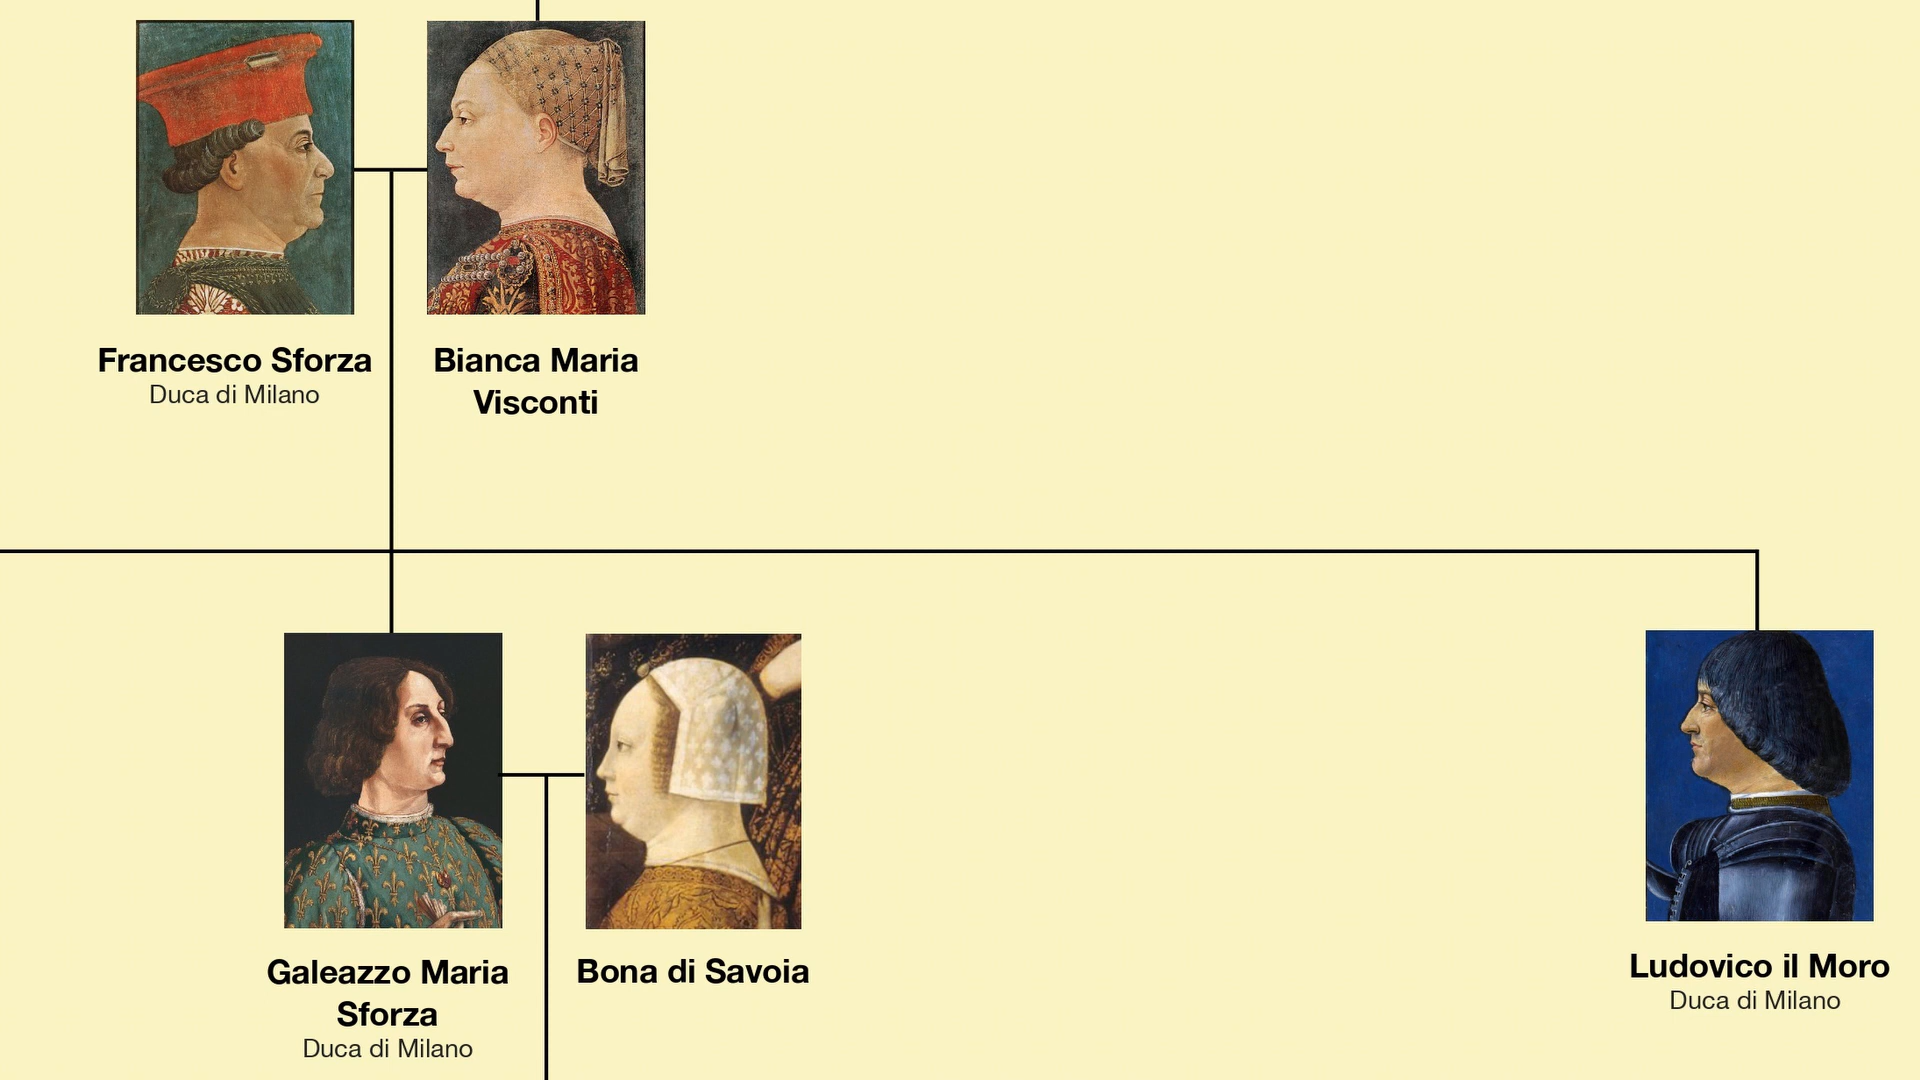 Francesco Sforza
Duca di Milano
Bianca Maria
Visconti
Galeazzo Maria
Sforza
Duca di Milano
Bona di Savoia
Ludovico il Moro
Duca di Milano